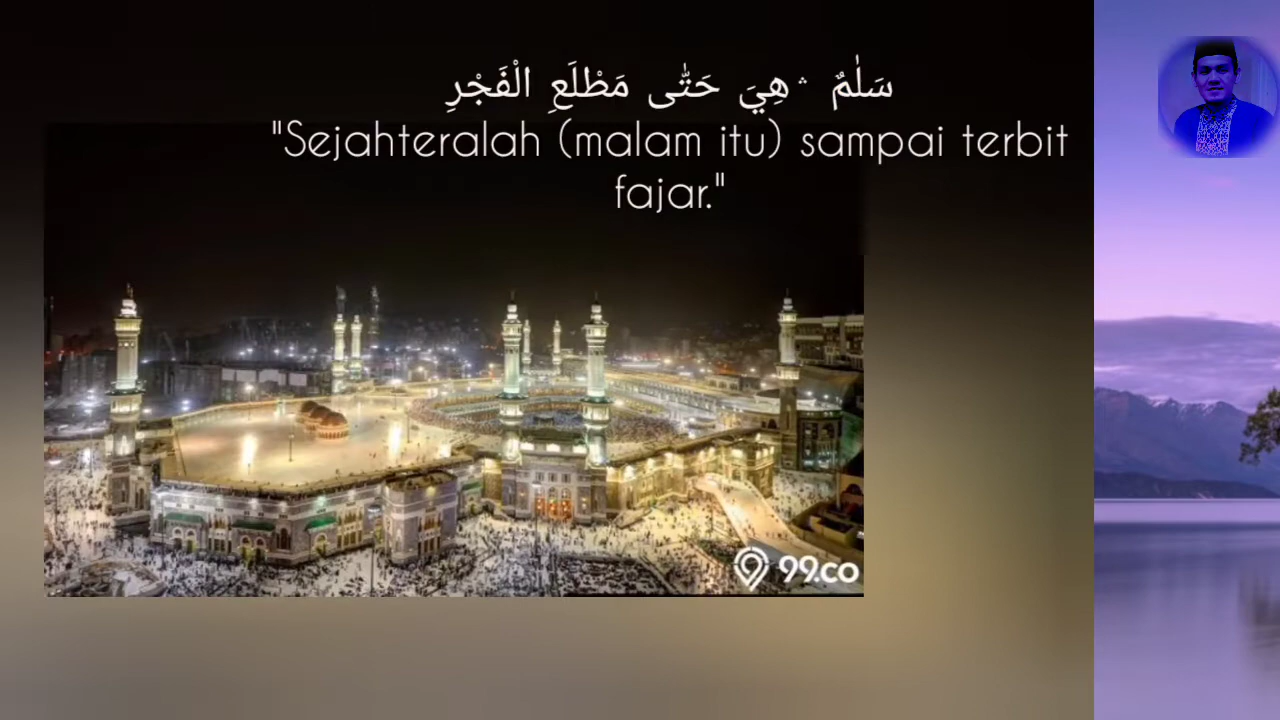 سَلٰمٌ ۛهِيَ حَتّٰى مَطْلَعِ الْفَجْرِ
"Sejahteralah (malam itu) sampai terbit
fajar."
99.co